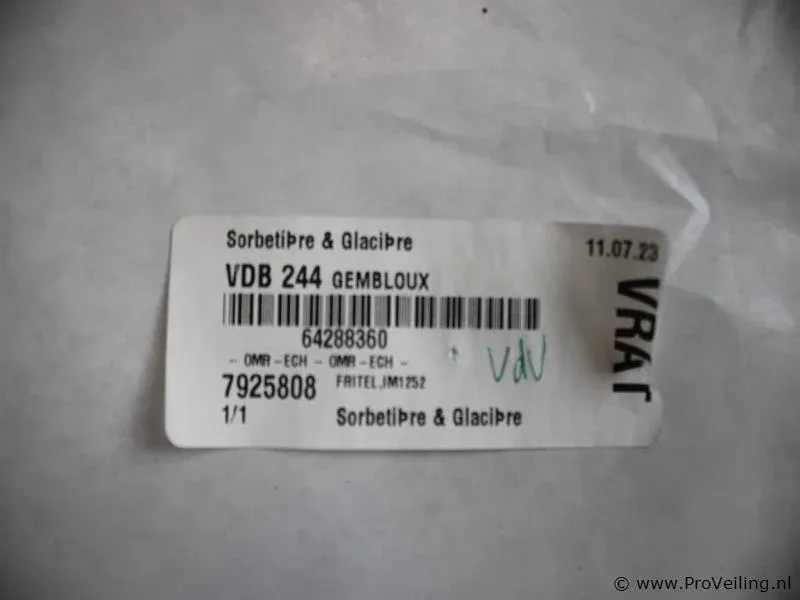 SorbetiÞre & GlaciÞre
11.07.23
VDB 244 GEMBLOUX
VRAT
64288360
- OMR-ECH - OMR-ECH -
VdV
7925808 FRITEL,IM1252
1/1 SorbetiÞre & GlaciÞre
© www.ProVeiling.nl